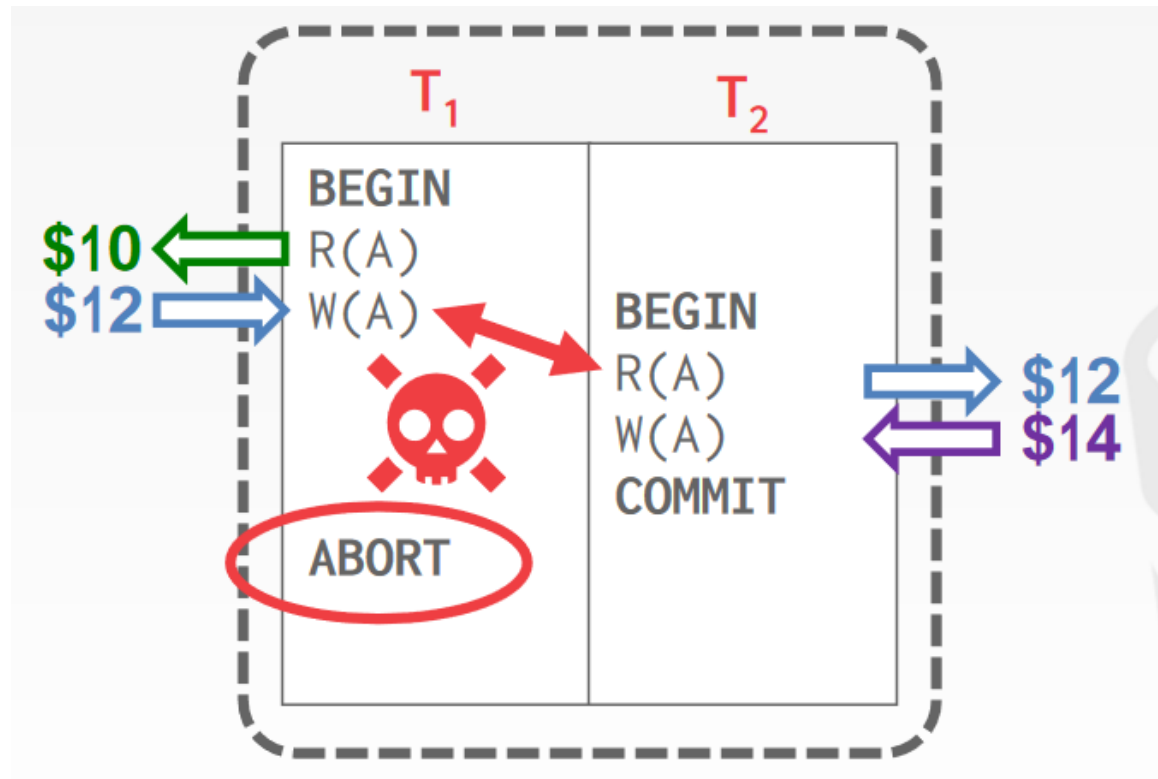 T1 T2
BEGIN
$10 R(A)
$12 W(A) BEGIN
R(A) $12
W(A) $14
COMMIT
ABORT